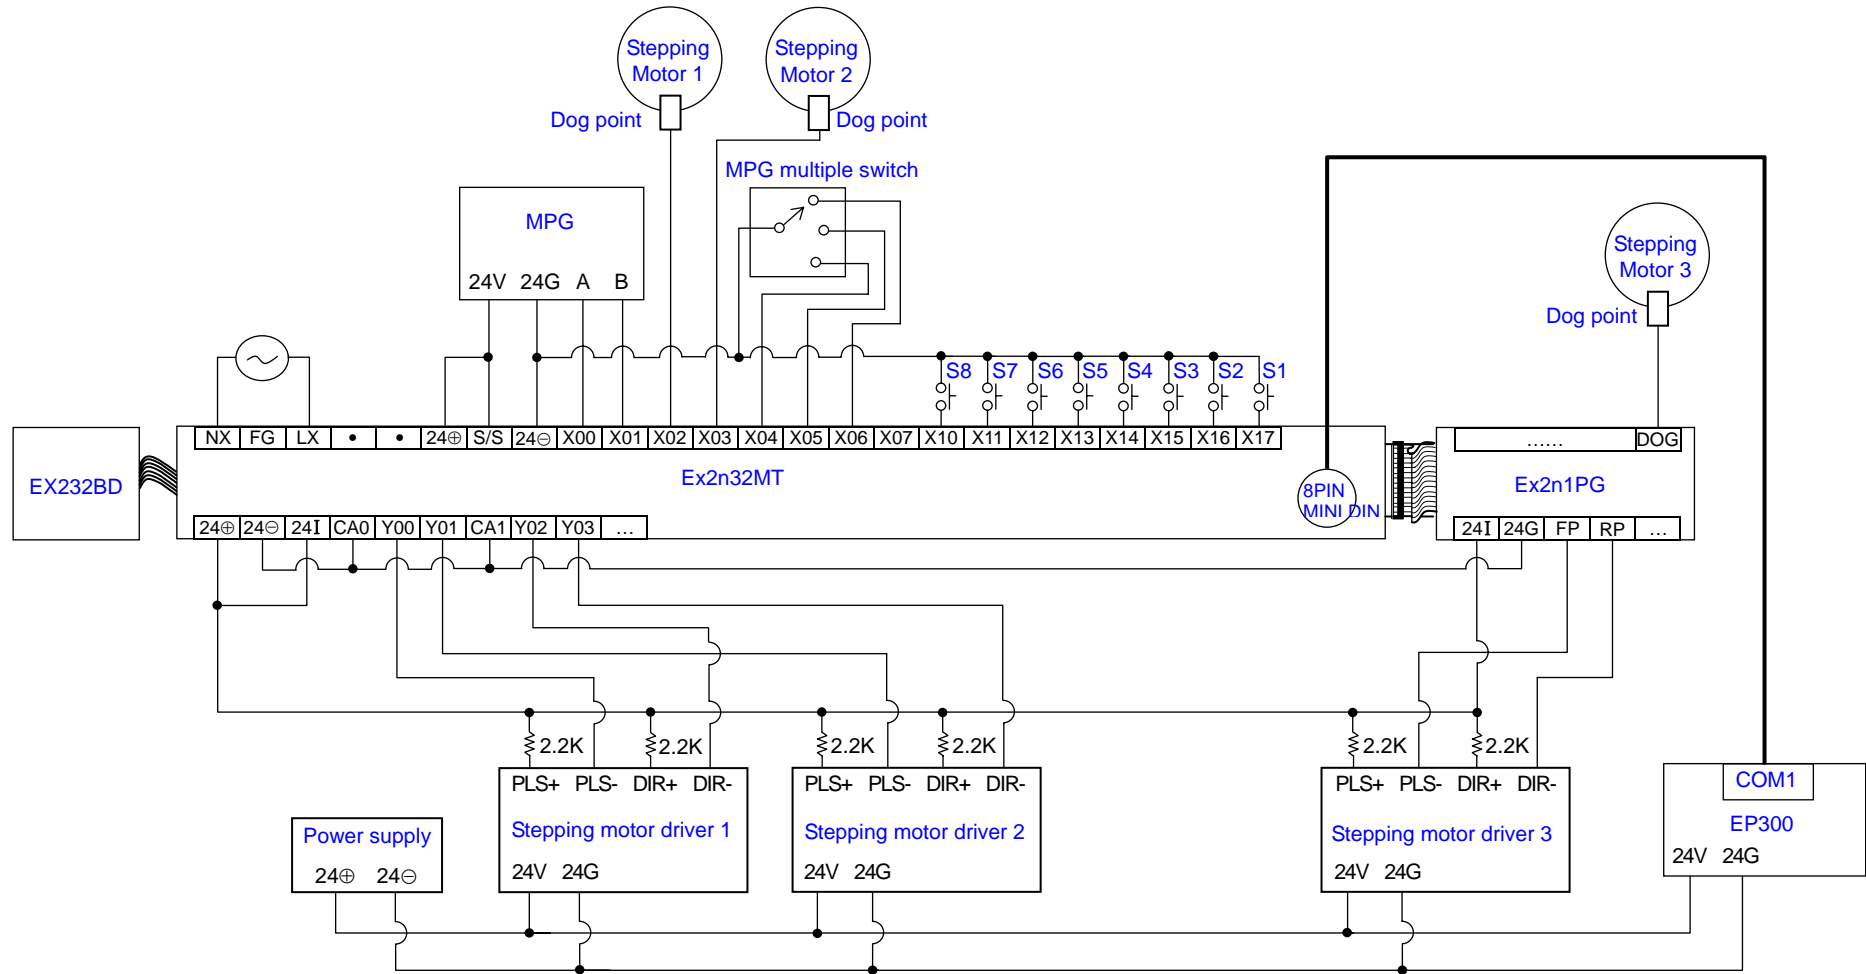 Stepping
Motor 1
Stepping
Motor 2
Dog point
Dog point
MPG multiple switch
MPG
24V 24G A B
Stepping
Motor 3
Dog point
S8 S7 S6 S5 S4 S3 S2 S1
NX FG LX • • 24⊕ S/S 24⊖ X00 X01 X02 X03 X04 X05 X06 X07 X10 X11 X12 X13 X14 X15 X16 X17
...... DOG
EX232BD
Ex2n32MT
8PIN
MINI DIN
Ex2n1PG
24⊕ 24⊖ 24I CA0 Y00 Y01 CA1 Y02 Y03 ...
24I 24G FP RP ...
2.2K 2.2K 2.2K 2.2K 2.2K 2.2K
PLS+ PLS- DIR+ DIR-
Stepping motor driver 1
24V 24G
PLS+ PLS- DIR+ DIR-
Stepping motor driver 2
24V 24G
PLS+ PLS- DIR+ DIR-
Stepping motor driver 3
24V 24G
COM1
EP300
24V 24G
Power supply
24⊕ 24⊖